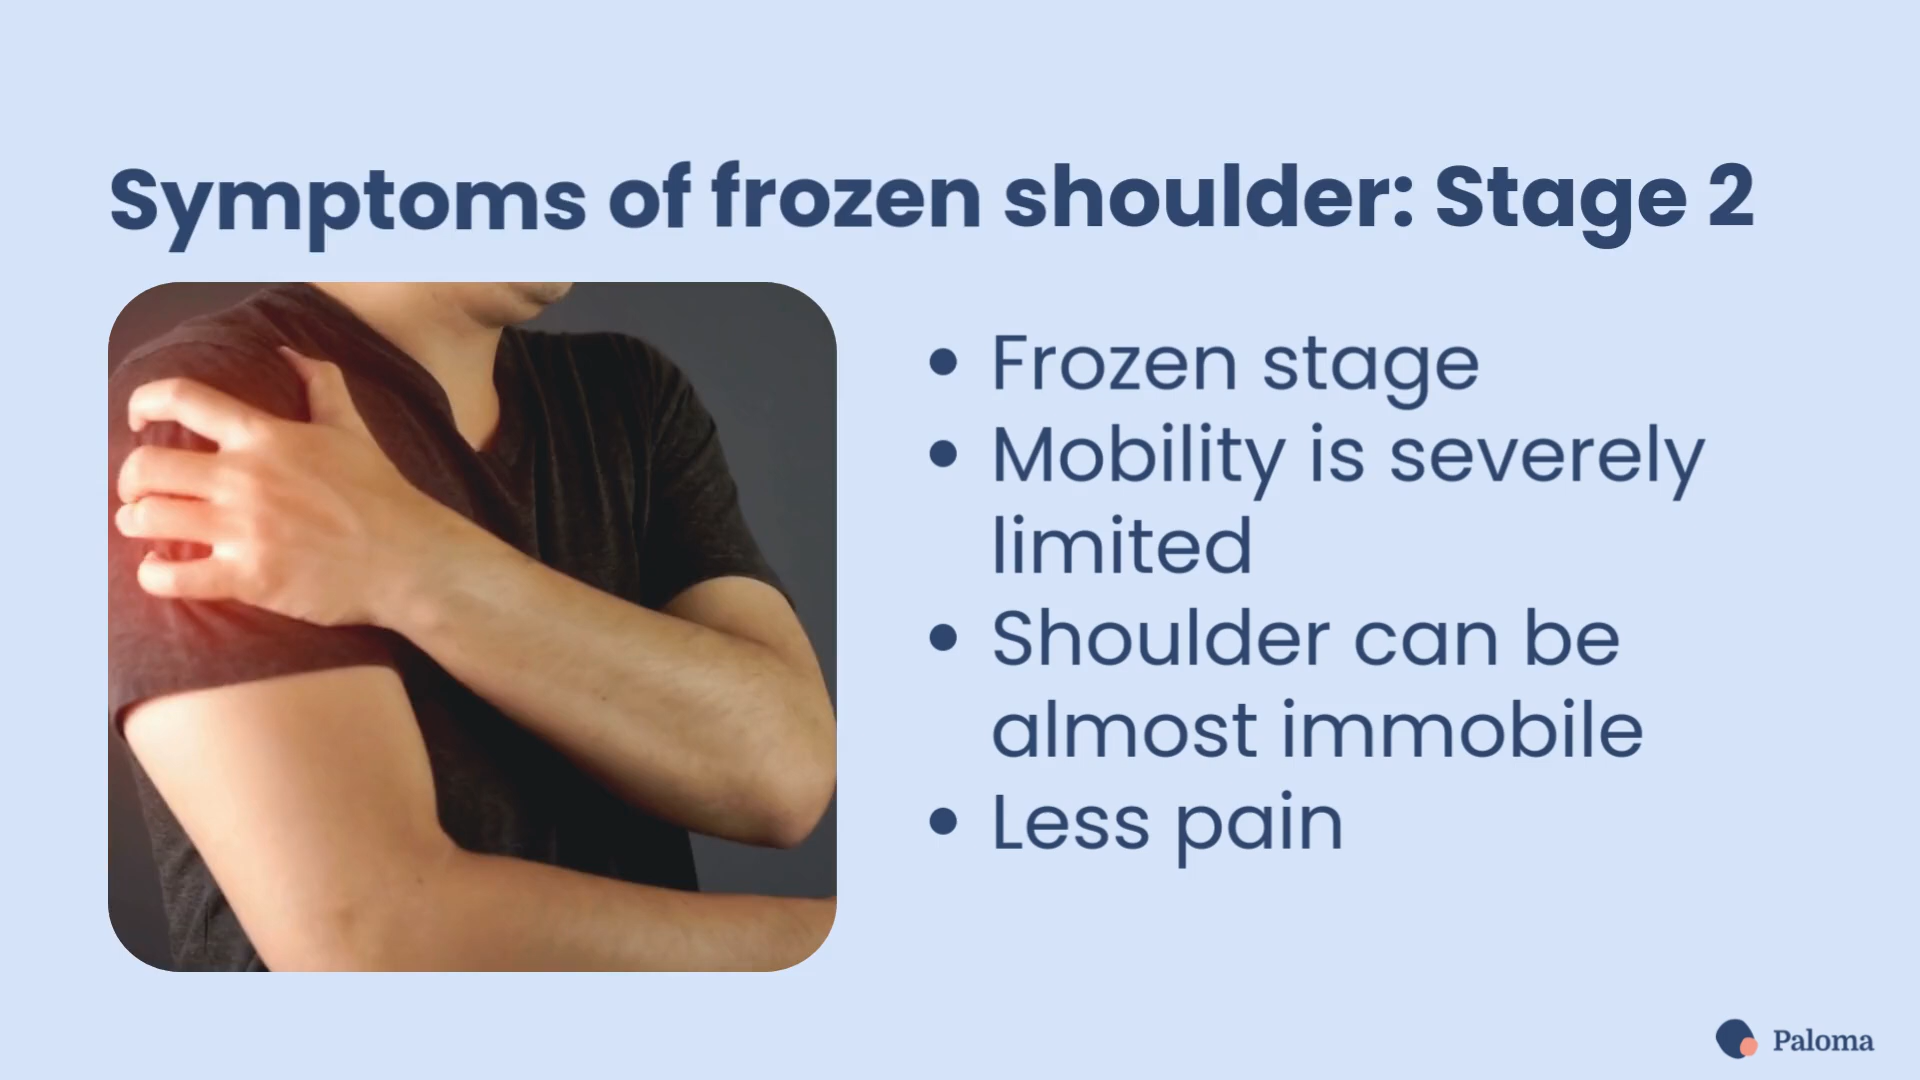 Symptoms of frozen shoulder: Stage 2
• Frozen stage
• Mobility is severely
limited
• Shoulder can be
almost immobile
• Less pain
Paloma